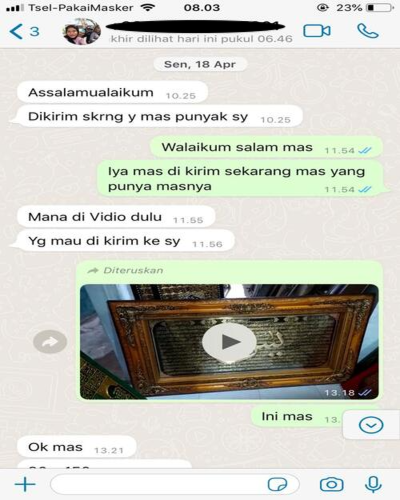 Tsel-PakaiMasker 08.03 23%
3
khir dilihat hari ini pukul 06.46
Sen, 18 Apr
Assalamualaikum 10.25
Dikirim skrng y mas punyak sy 10.25
Walaikum salam mas 11.54
Iya mas di kirim sekarang mas yang
punya masnya 11.54
Mana di Vidio dulu 11.55
Yg mau di kirim ke sy 11.56
Diteruskan
13.18
Ini mas 13.
Ok mas 13.21